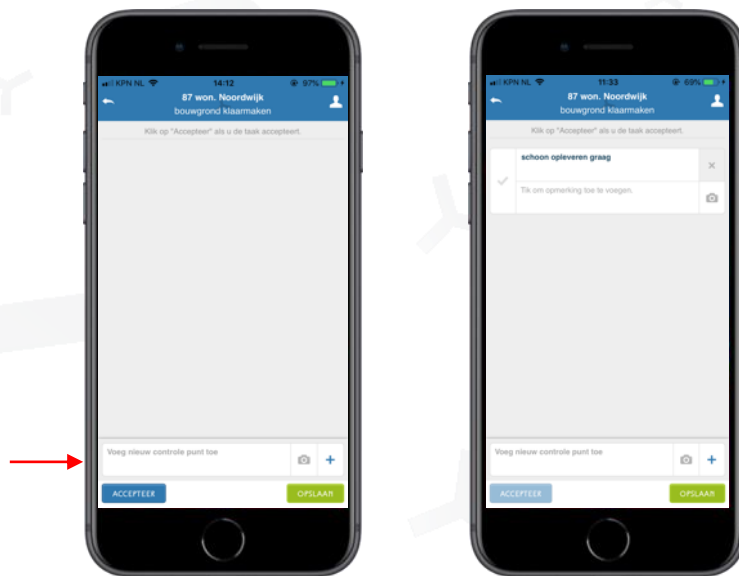 KPN NL 14:12 97%
87 won. Noordwijk
bouwgrond klaarmaken
Klik op "Accepteer" als u de taak accepteert.
Voeg nieuw controle punt toe
ACCEPTEER OPSLAAN
KPN NL 11:33 69%
87 won. Noordwijk
bouwgrond klaarmaken
Klik op "Accepteer" als u de taak accepteert.
schoon opleveren graag
Tik om opmerking toe te voegen.
Voeg nieuw controle punt toe
ACCEPTEER OPSLAAN